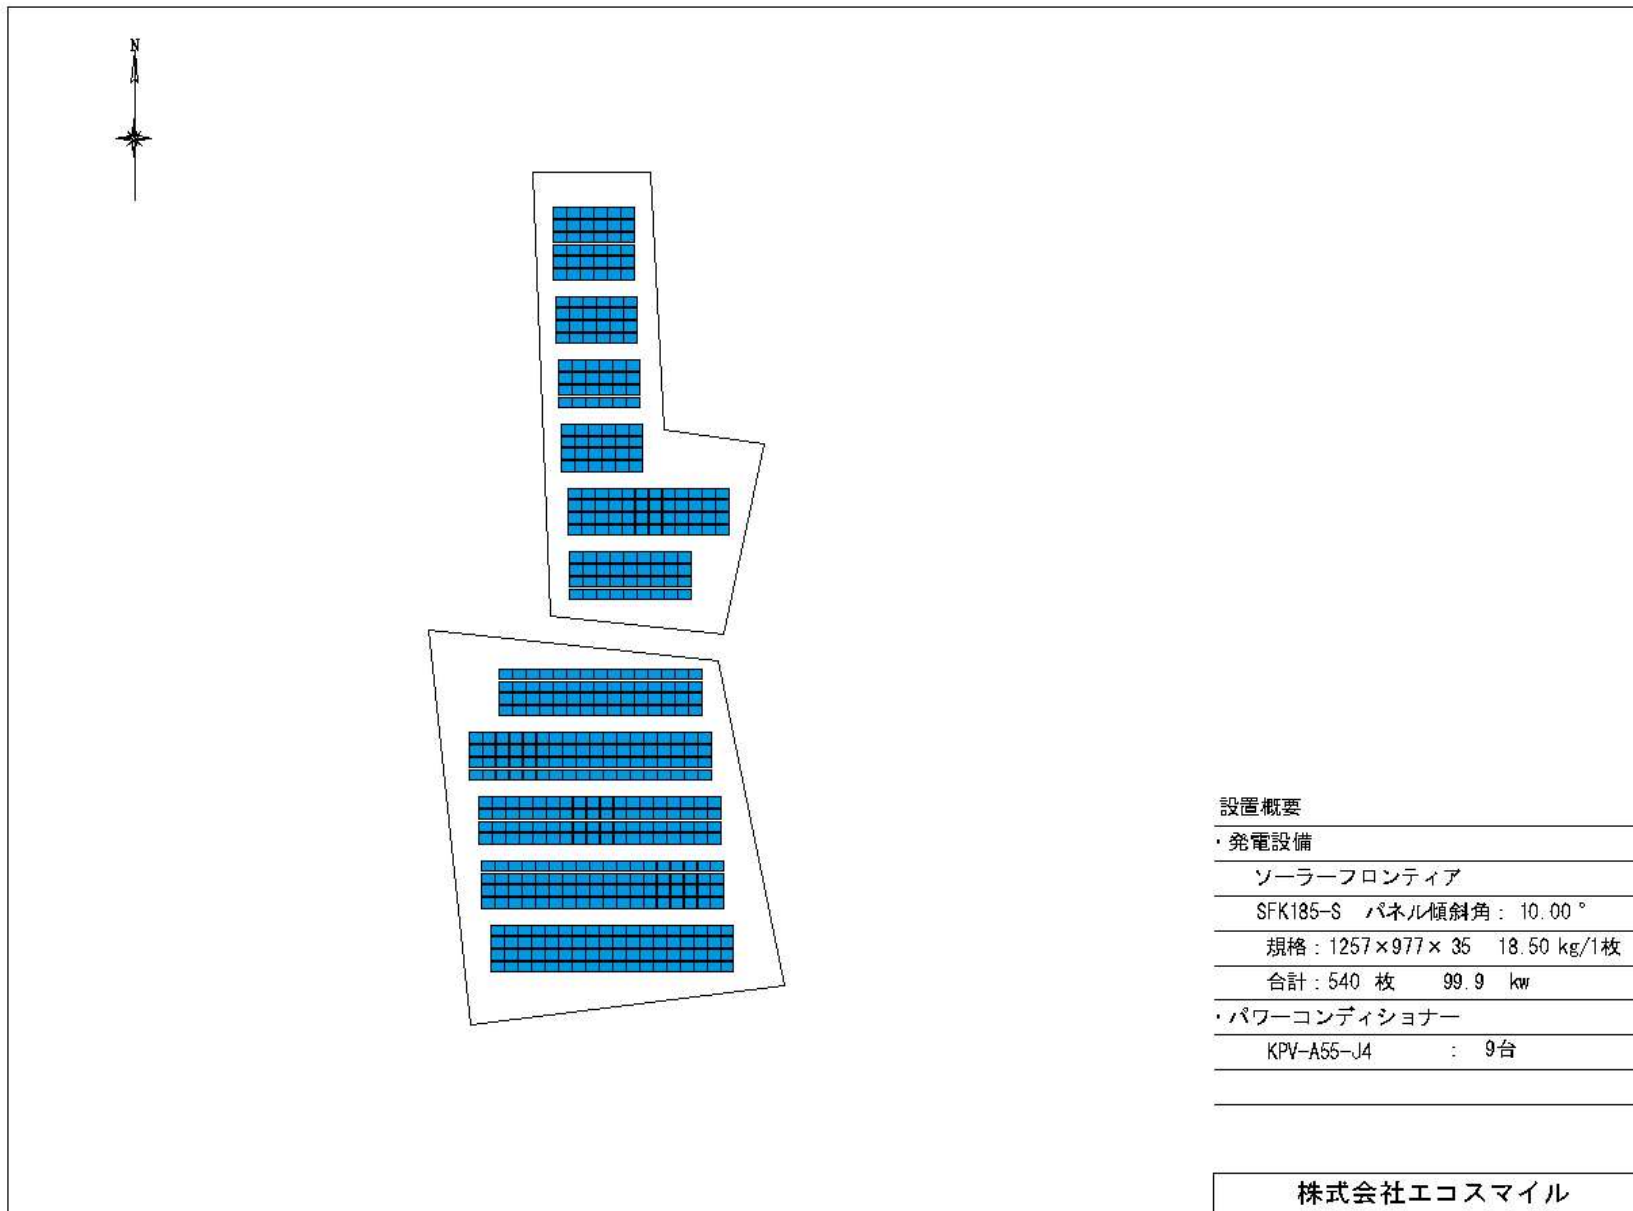 N
設置概要
・発電設備
ソーラーフロンティア
SFK185-S パネル傾斜角：10.00°
規格：1257×977× 35 18.50 kg/1枚
合計：540 枚 99.9 kw
・パワーコンディショナー
KPV-A55-J4 ： 9台
株式会社エコスマイル